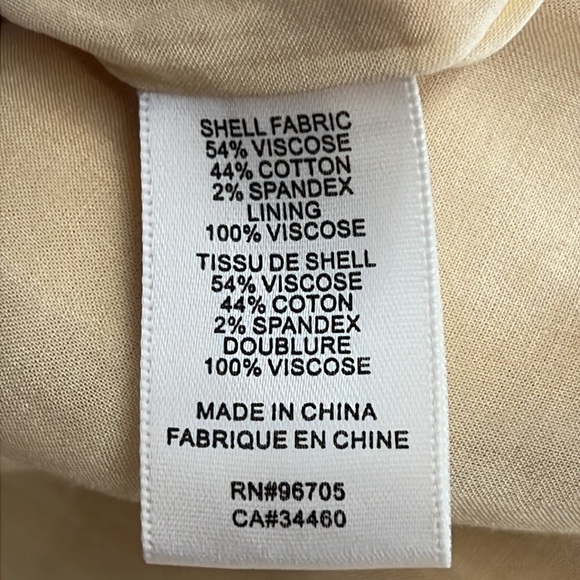 SHELL FABRIC
54% VISCOSE
44% COTTON
2% SPANDEX
LINING
100% VISCOSE
TISSU DE SHELL
54% VISCOSE
44% COTON
2% SPANDEX
DOUBLURE
100% VISCOSE
MADE IN CHINA
FABRIQUE EN CHINE
RN#96705
CA#34460